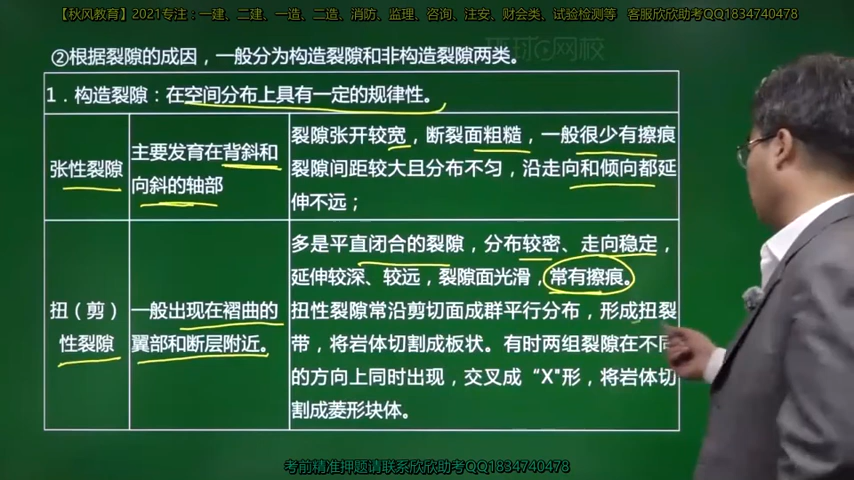 【秋风教育】2021专注：一建、二建、一造、二造、消防、监理、咨询、注安、财会类、试验检测等 客服欣欣助考QQ1834740478
环球网校
②根据裂隙的成因，一般分为构造裂隙和非构造裂隙两类。
1．构造裂隙：在空间分布上具有一定的规律性。
张性裂隙
主要发育在背斜和
向斜的轴部
裂隙张开较宽，断裂面粗糙，一般很少有擦痕
裂隙间距较大且分布不匀，沿走向和倾向都延
伸不远；
扭（剪）
性裂隙
一般出现在褶曲的
翼部和断层附近。
多是平直闭合的裂隙，分布较密、走向稳定，
延伸较深、较远，裂隙面光滑，常有擦痕。
扭性裂隙常沿剪切面成群平行分布，形成扭裂
带，将岩体切割成板状。有时两组裂隙在不同
的方向上同时出现，交叉成“X"形，将岩体切
割成菱形块体。
考前精准押题请联系欣欣助考QQ1834740478